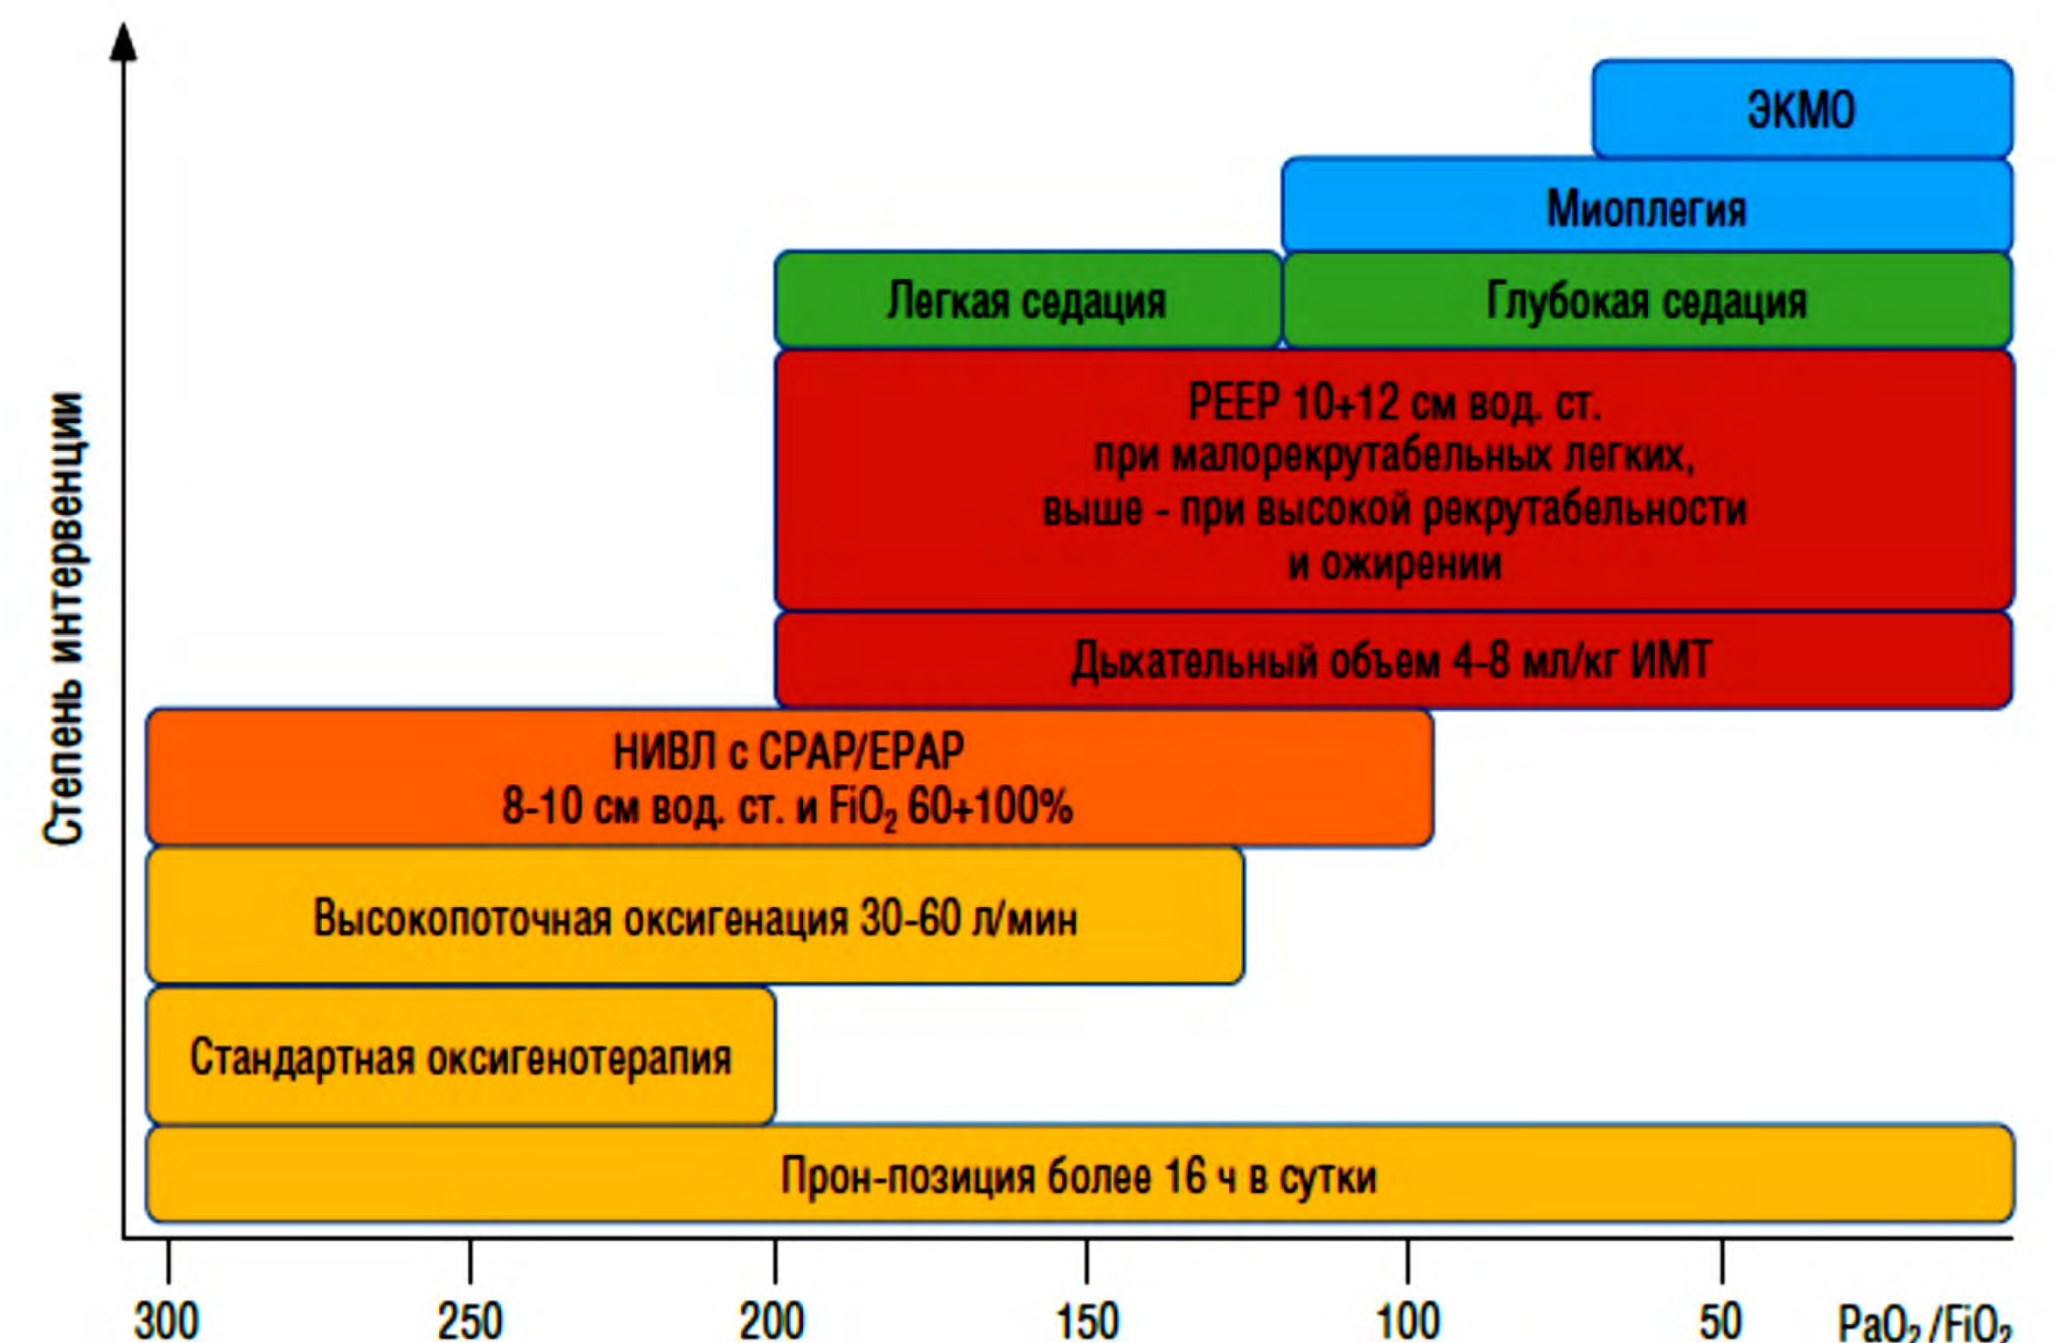 ЭКМО
Миоплегия
Легкая седация
Глубокая седация
PEEP 10+12 см вод. ст.
при малорекрутабельных легких,
выше - при высокой рекрутабельности
и ожирении
Дыхательный объем 4-8 мл/кг ИМТ
НИВЛ с CPAP/EPAP
8-10 см вод. ст. и FiO₂ 60+100%
Высокопоточная оксигенация 30-60 л/мин
Стандартная оксигенотерапия
Прон-позиция более 16 ч в сутки
Степень интервенции
300 250 200 150 100 50 PaO₂/FiO₂